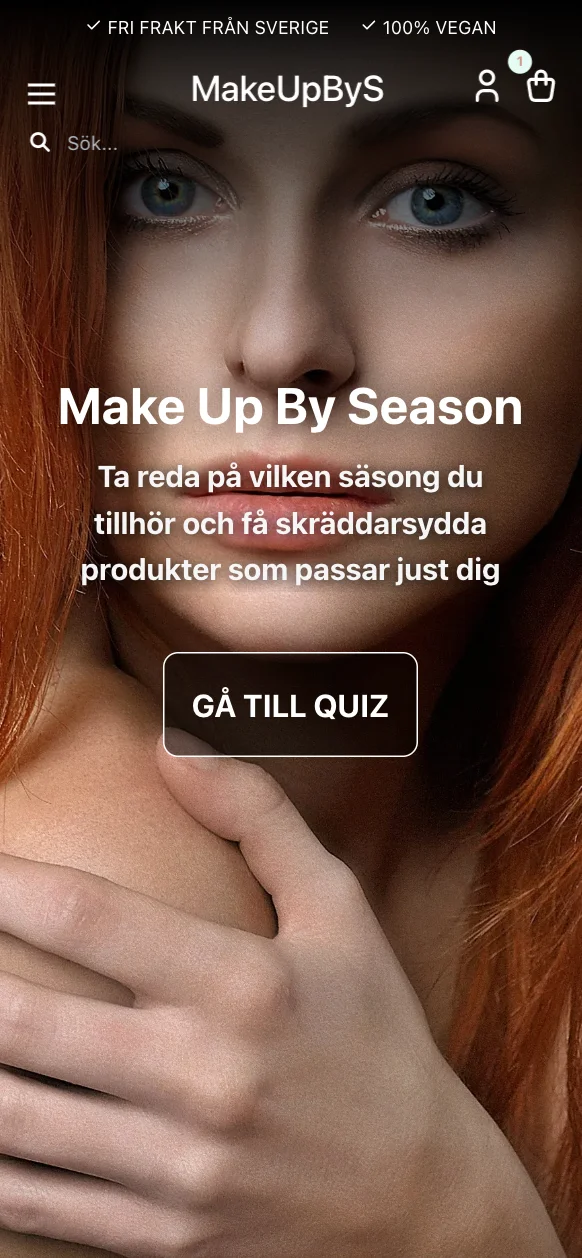 FRI FRAKT FRÅN SVERIGE 100% VEGAN
MakeUpByS
1
Sök...
Make Up By Season
Ta reda på vilken säsong du
tillhör och få skräddarsydda
produkter som passar just dig
GÅ TILL QUIZ